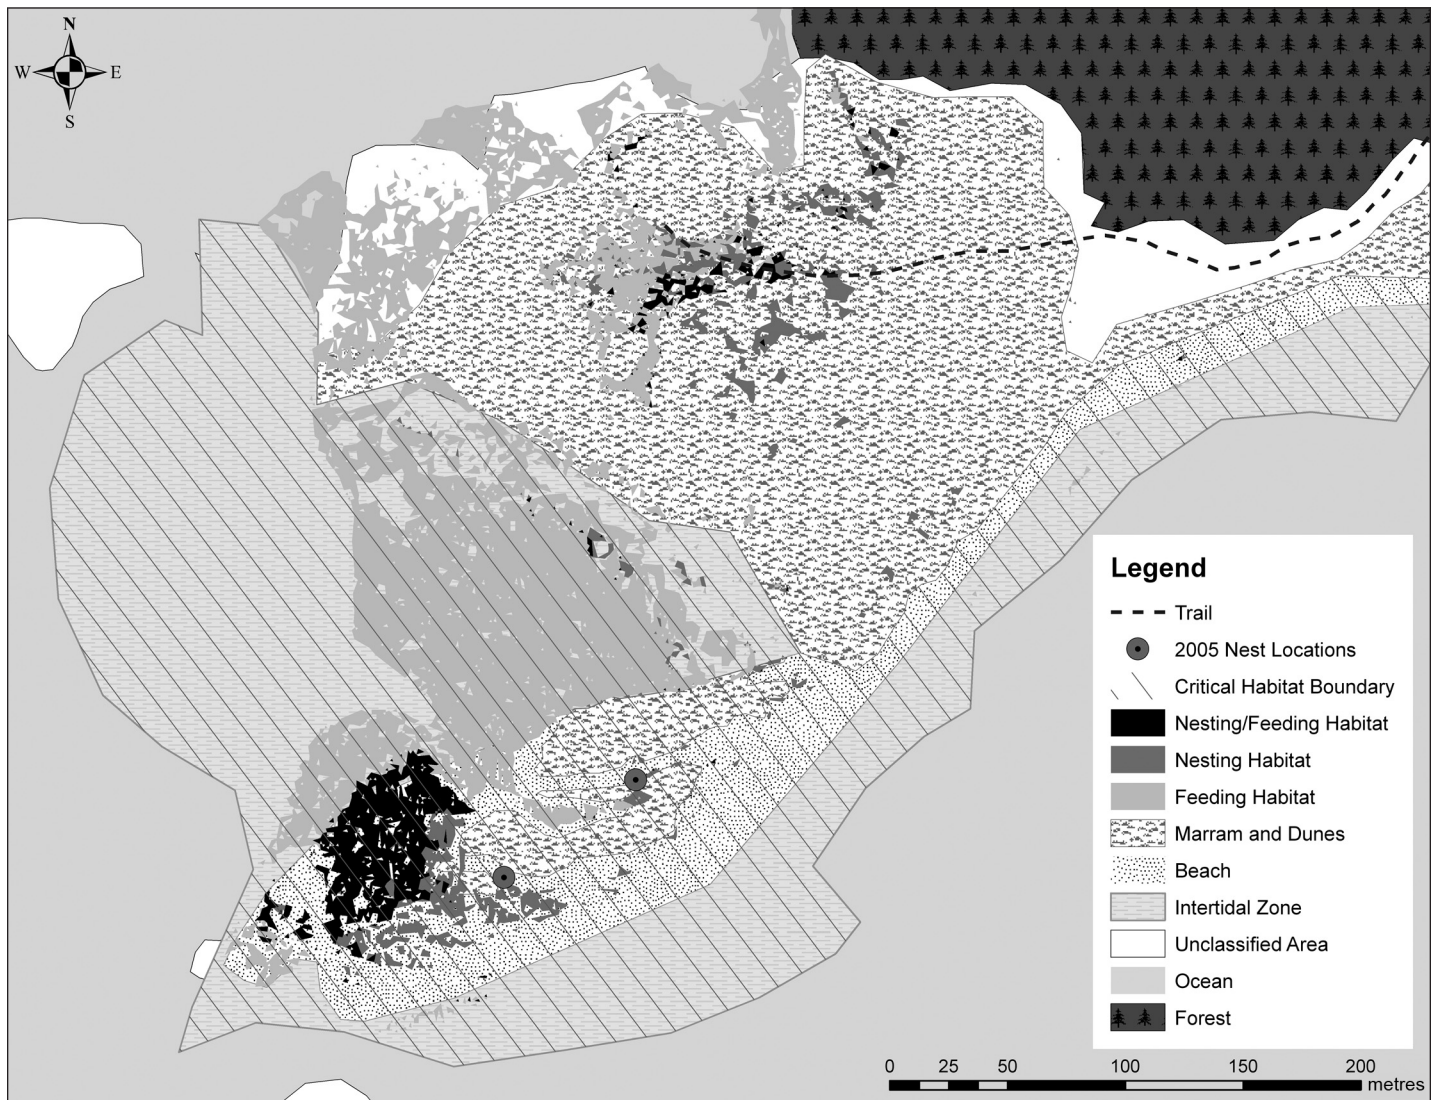 N
W E
S
Legend
Trail
2005 Nest Locations
Critical Habitat Boundary
Nesting/Feeding Habitat
Nesting Habitat
Feeding Habitat
Marram and Dunes
Beach
Intertidal Zone
Unclassified Area
Ocean
Forest
0 25 50 100 150 200
metres